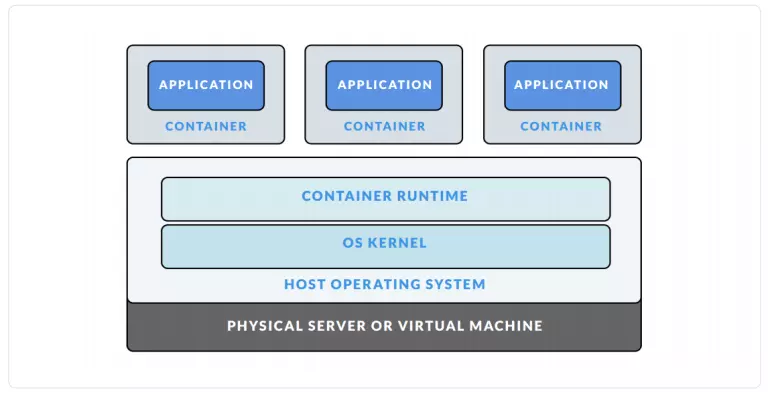 APPLICATION APPLICATION APPLICATION
CONTAINER CONTAINER CONTAINER
CONTAINER RUNTIME
OS KERNEL
HOST OPERATING SYSTEM
PHYSICAL SERVER OR VIRTUAL MACHINE